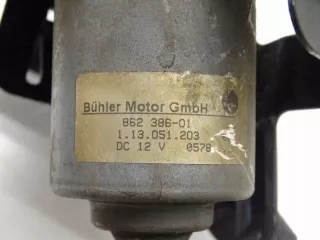 Bühler Motor GmbH
862 386-01
1.13.051.203
DC 12 V 0578